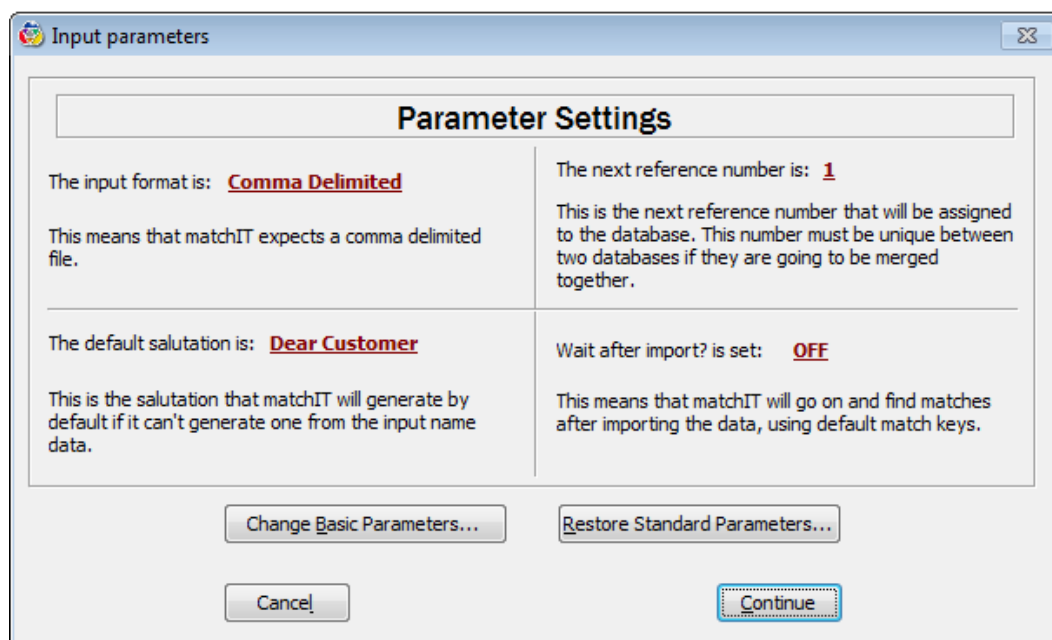 Input parameters
Parameter Settings
The input format is: Comma Delimited
This means that matchIT expects a comma delimited
file.
The next reference number is: 1
This is the next reference number that will be assigned
to the database. This number must be unique between
two databases if they are going to be merged
together.
The default salutation is: Dear Customer
This is the salutation that matchIT will generate by
default if it can't generate one from the input name
data.
Wait after import? is set: OFF
This means that matchIT will go on and find matches
after importing the data, using default match keys.
Change Basic Parameters...
Restore Standard Parameters...
Cancel
Continue